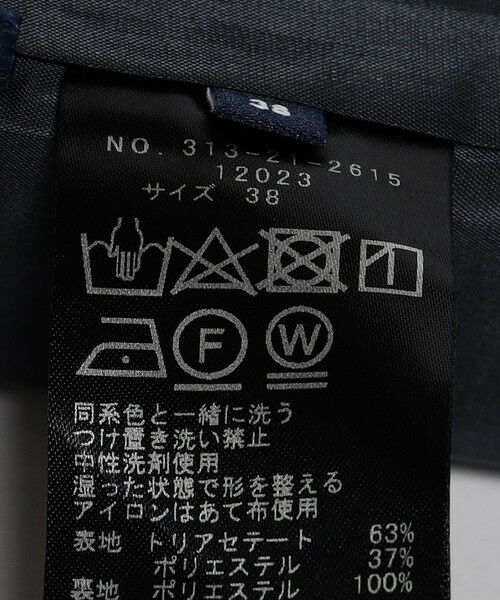 38
NO. 313-21-2615
12023
サイズ 38
F
W
同系色と一緒に洗う
つけ置き洗い禁止
中性洗剤使用
湿った状態で形を整える
アイロンはあて布使用
表地 トリアセテート 63%
ポリエステル 37%
裏地 ポリエステル 100%